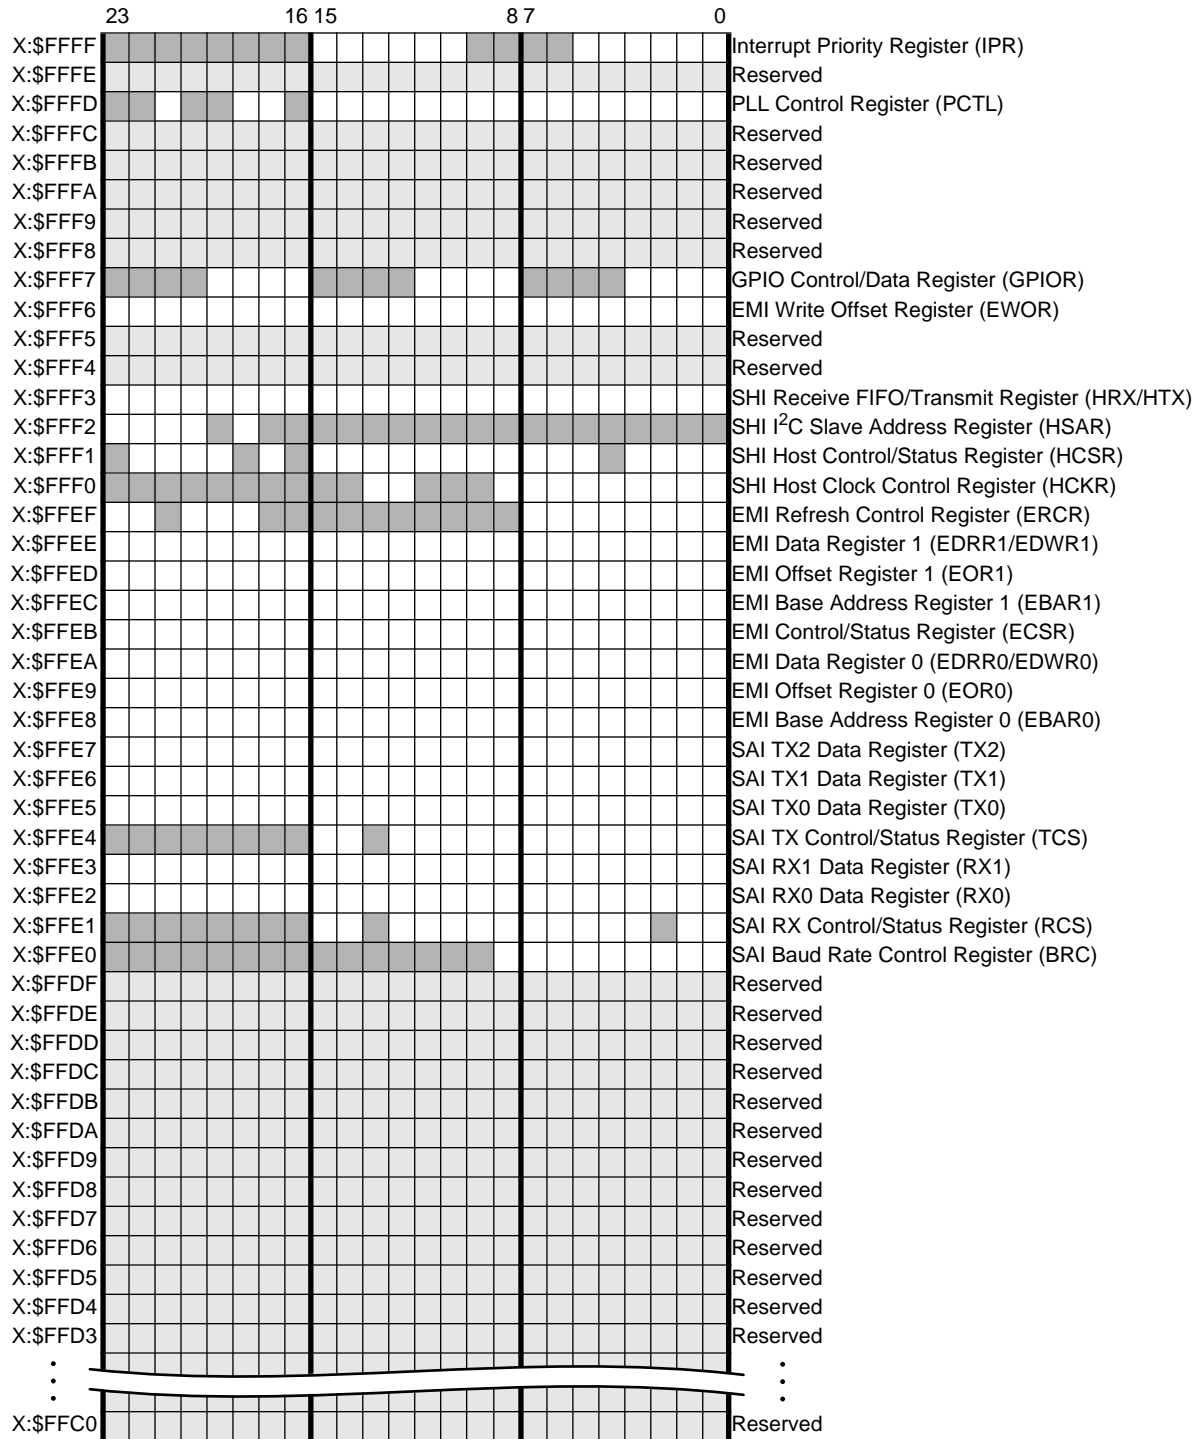 23 16 15 8 7 0
X:$FFFF Interrupt Priority Register (IPR)
X:$FFFE Reserved
X:$FFFD PLL Control Register (PCTL)
X:$FFFC Reserved
X:$FFFB Reserved
X:$FFFA Reserved
X:$FFF9 Reserved
X:$FFF8 Reserved
X:$FFF7 GPIO Control/Data Register (GPIOR)
X:$FFF6 EMI Write Offset Register (EWOR)
X:$FFF5 Reserved
X:$FFF4 Reserved
X:$FFF3 SHI Receive FIFO/Transmit Register (HRX/HTX)
X:$FFF2 SHI I²C Slave Address Register (HSAR)
X:$FFF1 SHI Host Control/Status Register (HCSR)
X:$FFF0 SHI Host Clock Control Register (HCKR)
X:$FFEF EMI Refresh Control Register (ERCR)
X:$FFEE EMI Data Register 1 (EDRR1/EDWR1)
X:$FFED EMI Offset Register 1 (EOR1)
X:$FFEC EMI Base Address Register 1 (EBAR1)
X:$FFEB EMI Control/Status Register (ECSR)
X:$FFEA EMI Data Register 0 (EDRR0/EDWR0)
X:$FFE9 EMI Offset Register 0 (EOR0)
X:$FFE8 EMI Base Address Register 0 (EBAR0)
X:$FFE7 SAI TX2 Data Register (TX2)
X:$FFE6 SAI TX1 Data Register (TX1)
X:$FFE5 SAI TX0 Data Register (TX0)
X:$FFE4 SAI TX Control/Status Register (TCS)
X:$FFE3 SAI RX1 Data Register (RX1)
X:$FFE2 SAI RX0 Data Register (RX0)
X:$FFE1 SAI RX Control/Status Register (RCS)
X:$FFE0 SAI Baud Rate Control Register (BRC)
X:$FFDF Reserved
X:$FFDE Reserved
X:$FFDD Reserved
X:$FFDC Reserved
X:$FFDB Reserved
X:$FFDA Reserved
X:$FFD9 Reserved
X:$FFD8 Reserved
X:$FFD7 Reserved
X:$FFD6 Reserved
X:$FFD5 Reserved
X:$FFD4 Reserved
X:$FFD3 Reserved
X:$FFC0 Reserved